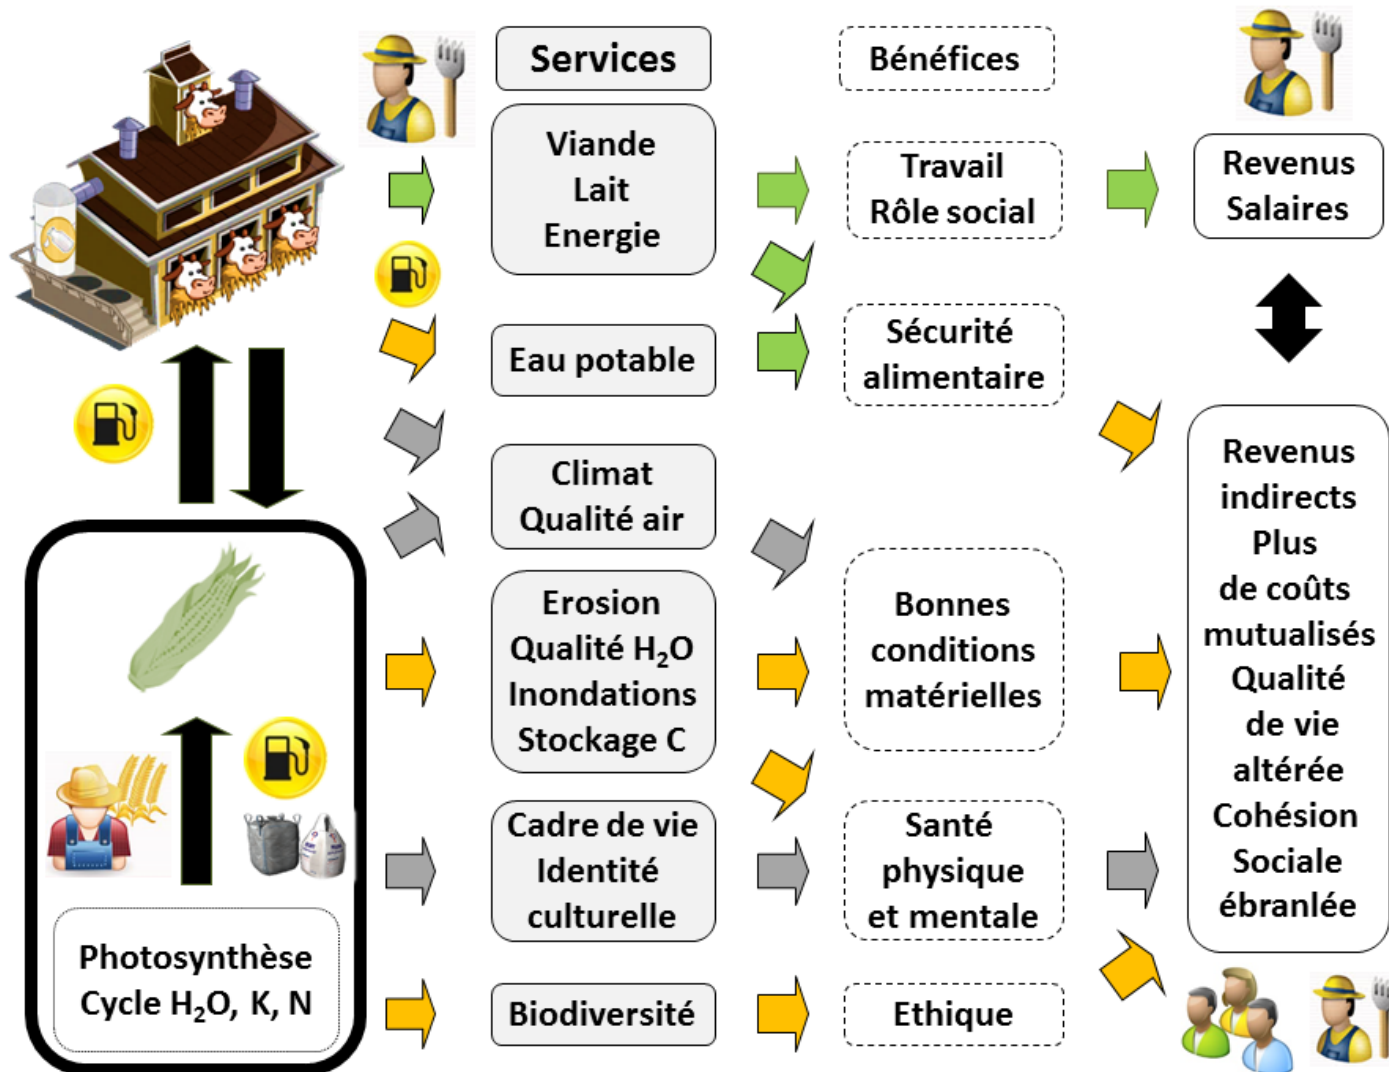 Services
Bénéfices
Viande
Lait
Energie
Travail
Rôle social
Revenus
Salaires
Eau potable
Sécurité
alimentaire
Climat
Qualité air
Erosion
Qualité H₂O
Inondations
Stockage C
Bonnes
conditions
matérielles
Revenus
indirects
Plus
de coûts
mutualisés
Qualité
de vie
altérée
Cohésion
Sociale
ébranlée
Cadre de vie
Identité
culturelle
Santé
physique
et mentale
Photosynthèse
Cycle H₂O, K, N
Biodiversité
Ethique